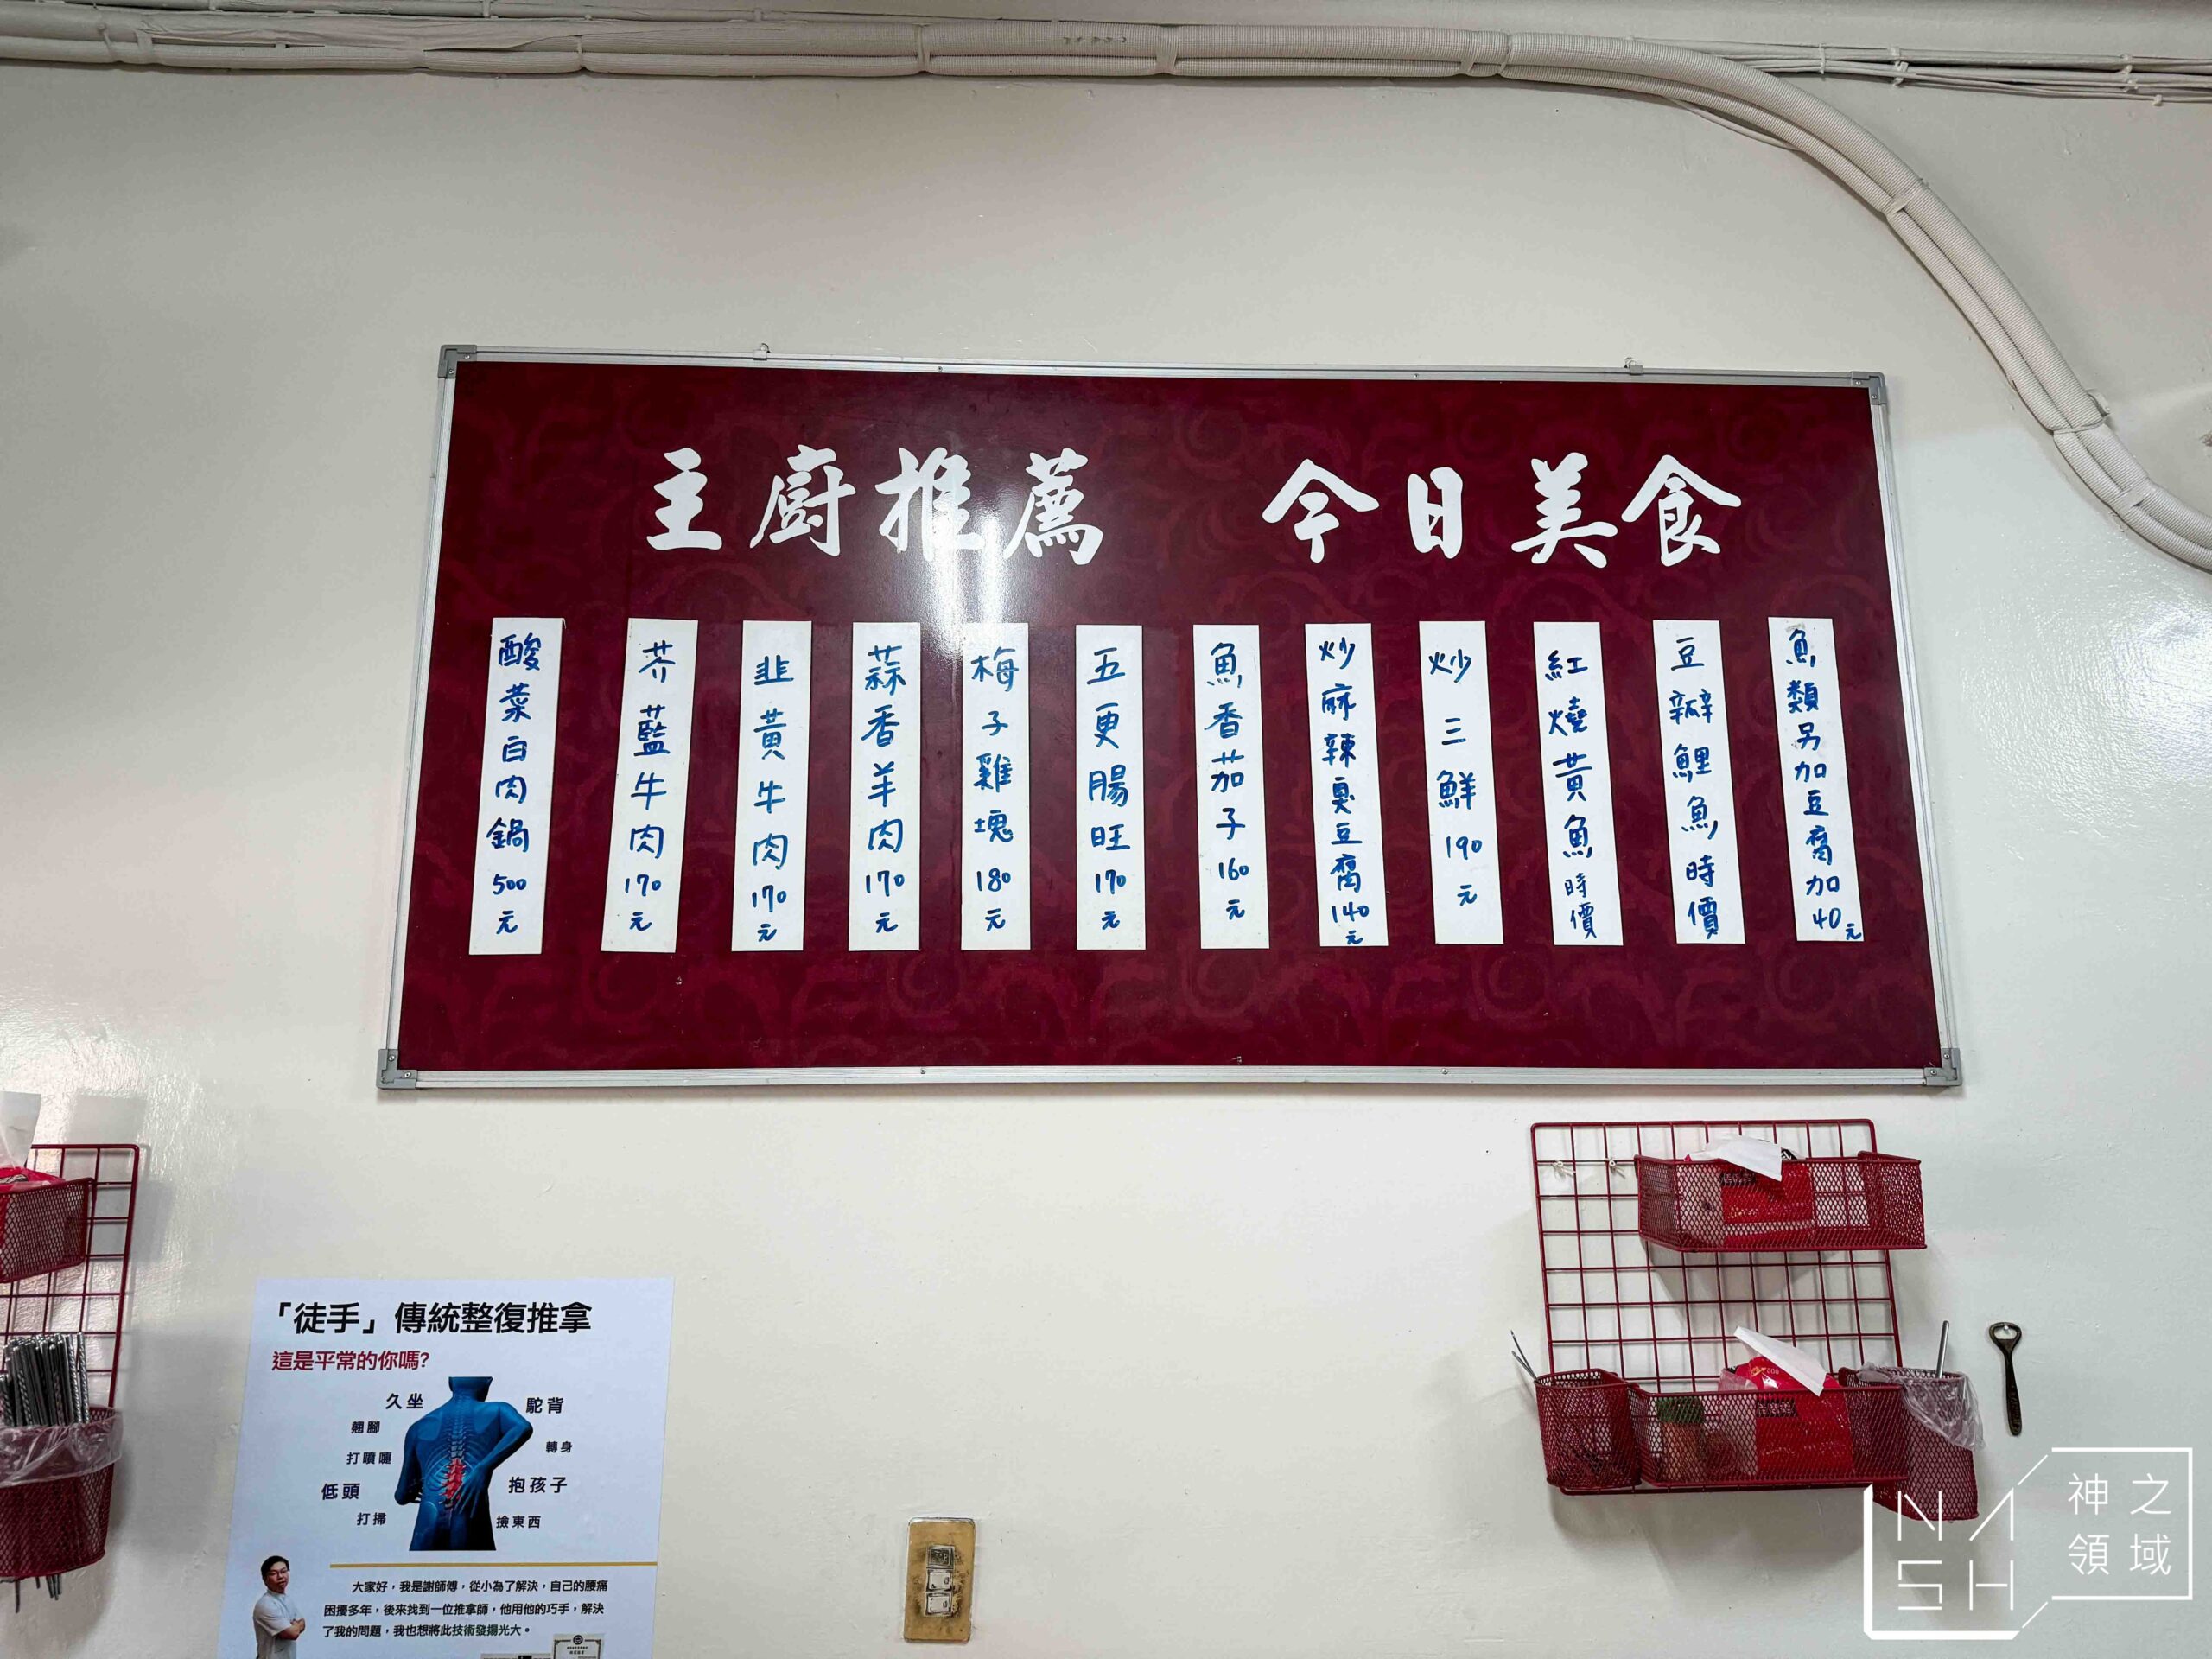 主廚推薦 今日美食
魚類另加豆腐加40元
豆瓣鯉魚時價
紅燒黃魚時價
炒三鮮190元
炒麻辣臭豆腐140元
魚香茄子160元
五更腸旺170元
梅子雞塊180元
蒜香羊肉170元
韭黃牛肉170元
芥藍牛肉170元
酸菜白肉鍋500元
「徒手」傳統整復推拿
這是平常的你嗎?
久坐
駝背
翹腳
轉身
打噴嚏
低頭
抱孩子
打掃
撿東西
大家好，我是謝師傅，從小為了解決，自己的腰痛
困擾多年，後來找到一位推拿師，他用他的巧手，解決
了我的問題，我也想將此技術發揚光大。
NASH
神之
領域